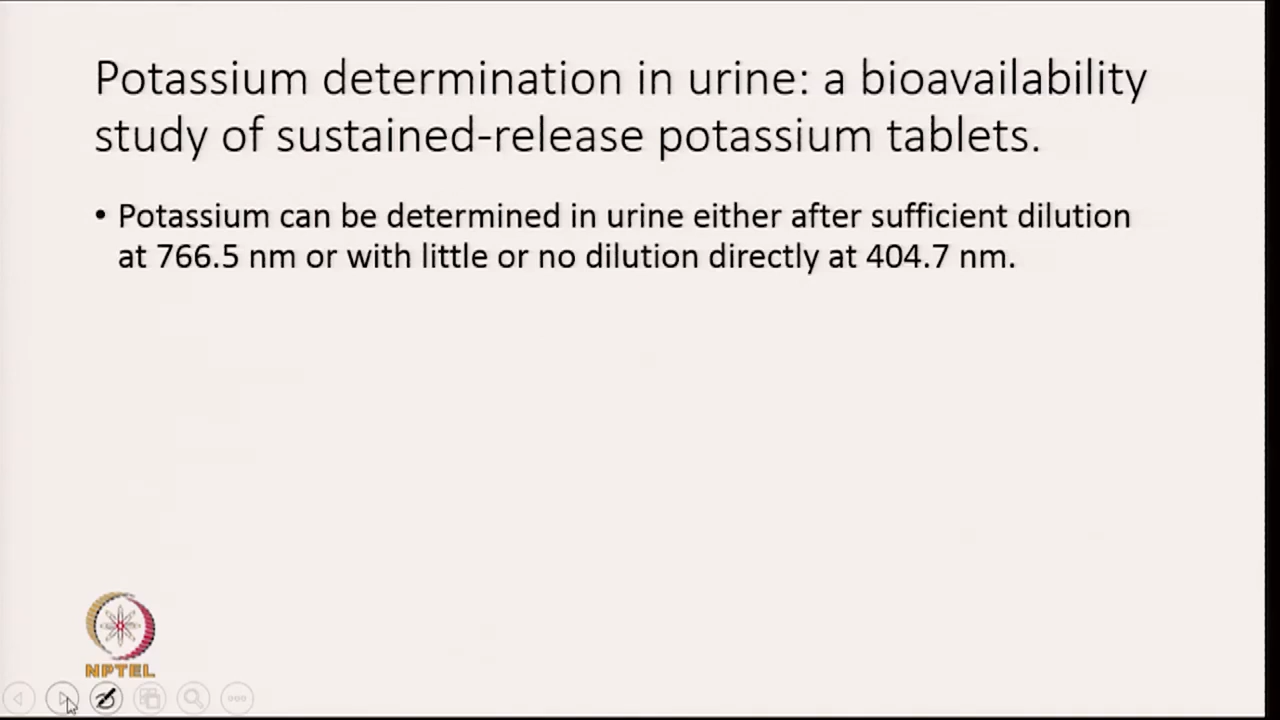 Potassium determination in urine: a bioavailability
study of sustained-release potassium tablets.
• Potassium can be determined in urine either after sufficient dilution
at 766.5 nm or with little or no dilution directly at 404.7 nm.
NPTEL